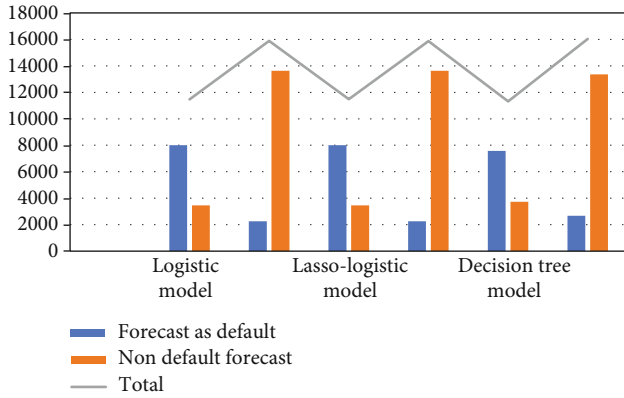 18000
16000
14000
12000
10000
8000
6000
4000
2000
0
Logistic
model
Lasso-logistic
model
Decision tree
model
Forecast as default
Non default forecast
Total